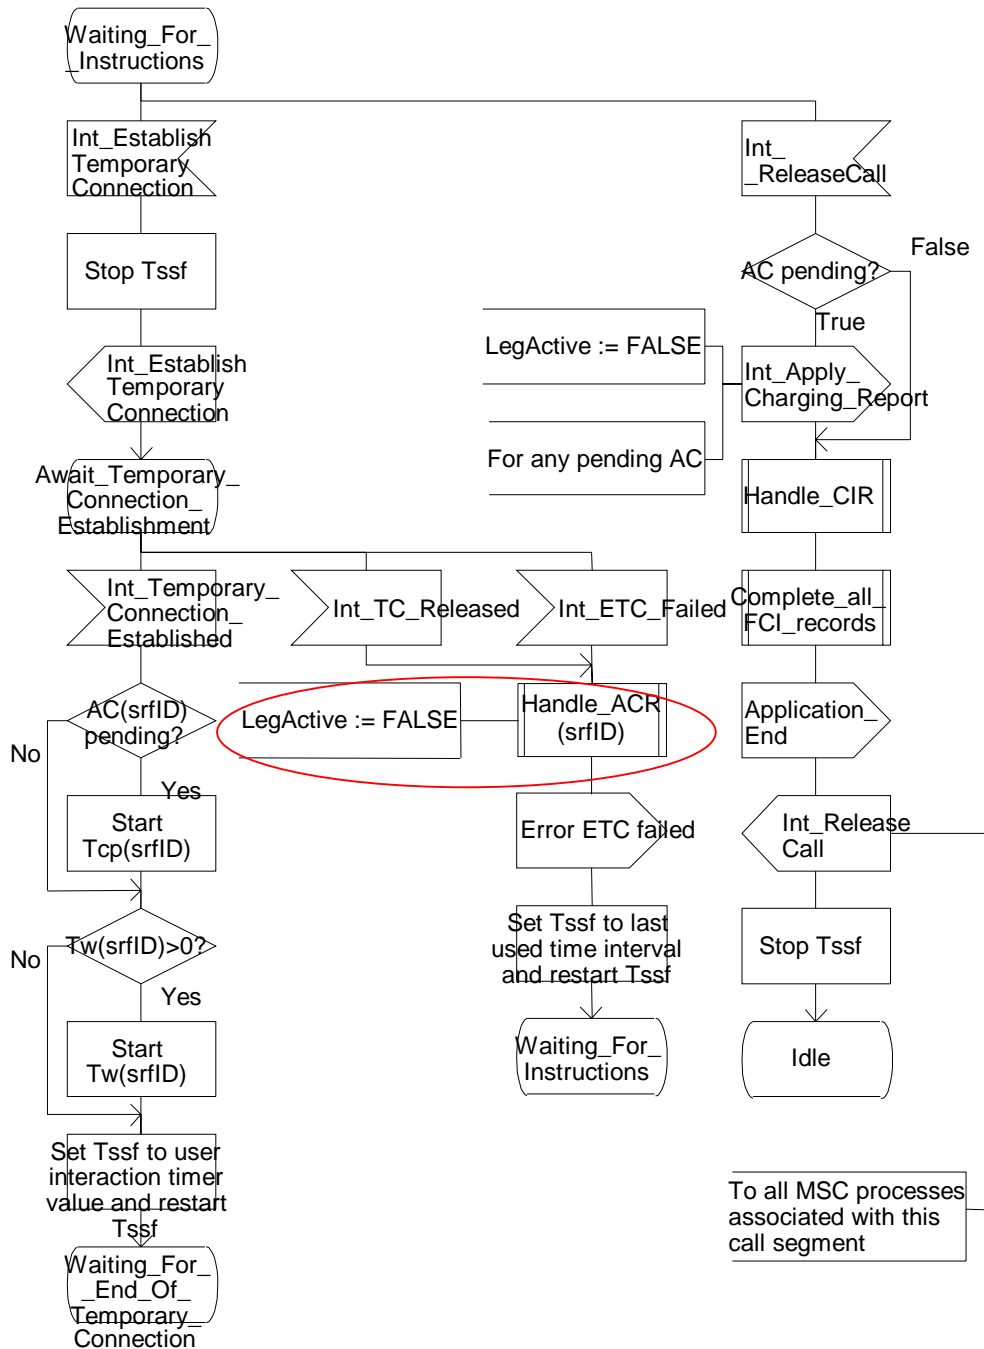 Waiting_For_
_Instructions
Int_Establish
Temporary
Connection
Stop Tssf
Int_Establish
Temporary
Connection
Await_Temporary_
Connection_
Establishment
Int_Temporary_
Connection_
Established
Int_TC_Released
Int_ETC_Failed
AC(srfID)
pending?
No
Yes
Start
Tcp(srfID)
Tw(srfID)>0?
No
Yes
Start
Tw(srfID)
Set Tssf to user
interaction timer
value and restart
Tssf
Waiting_For_
_End_Of_
Temporary_
Connection
LegActive := FALSE
Handle_ACR
(srfID)
Error ETC failed
Set Tssf to last
used time interval
and restart Tssf
Waiting_For_
Instructions
Int_
_ReleaseCall
AC pending?
False
True
LegActive := FALSE
Int_Apply_
Charging_Report
For any pending AC
Handle_CIR
Complete_all_
FCI_records
Application_
End
Int_Release
Call
Stop Tssf
Idle
To all MSC processes
associated with this
call segment